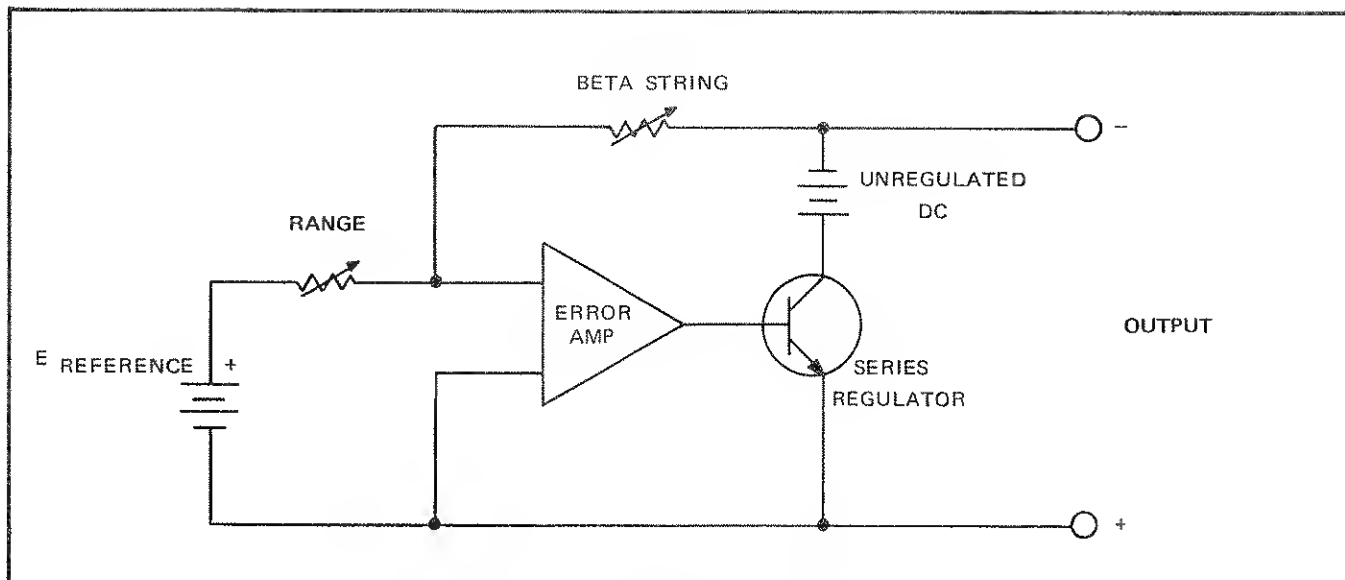 BETA STRING
−
UNREGULATED
DC
RANGE
ERROR
AMP
OUTPUT
E REFERENCE +
SERIES
REGULATOR
+